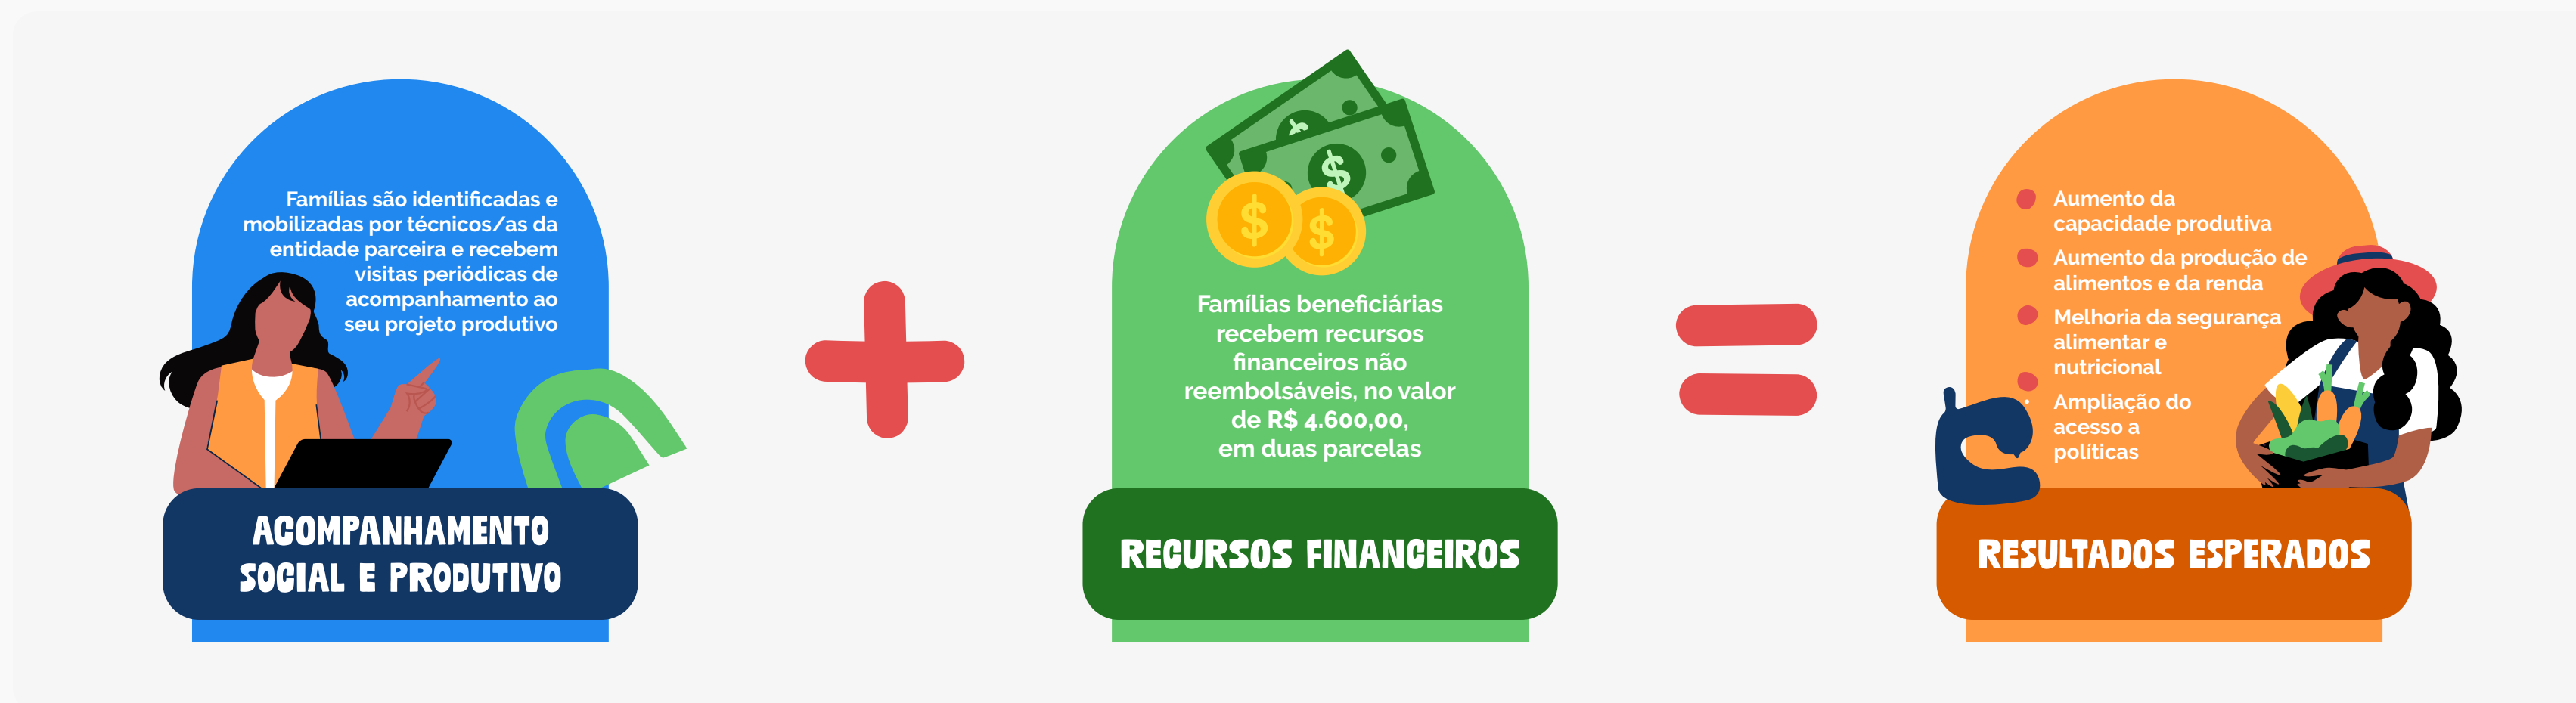 Famílias são identificadas e
mobilizadas por técnicos/as da
entidade parceira e recebem
visitas periódicas de
acompanhamento ao
seu projeto produtivo
ACOMPANHAMENTO
SOCIAL E PRODUTIVO
Famílias beneficiárias
recebem recursos
financeiros não
reembolsáveis, no valor
de R$ 4.600,00,
em duas parcelas
RECURSOS FINANCEIROS
Aumento da
capacidade produtiva
Aumento da produção de
alimentos e da renda
Melhoria da segurança
alimentar e
nutricional
Ampliação do
acesso a
políticas
RESULTADOS ESPERADOS